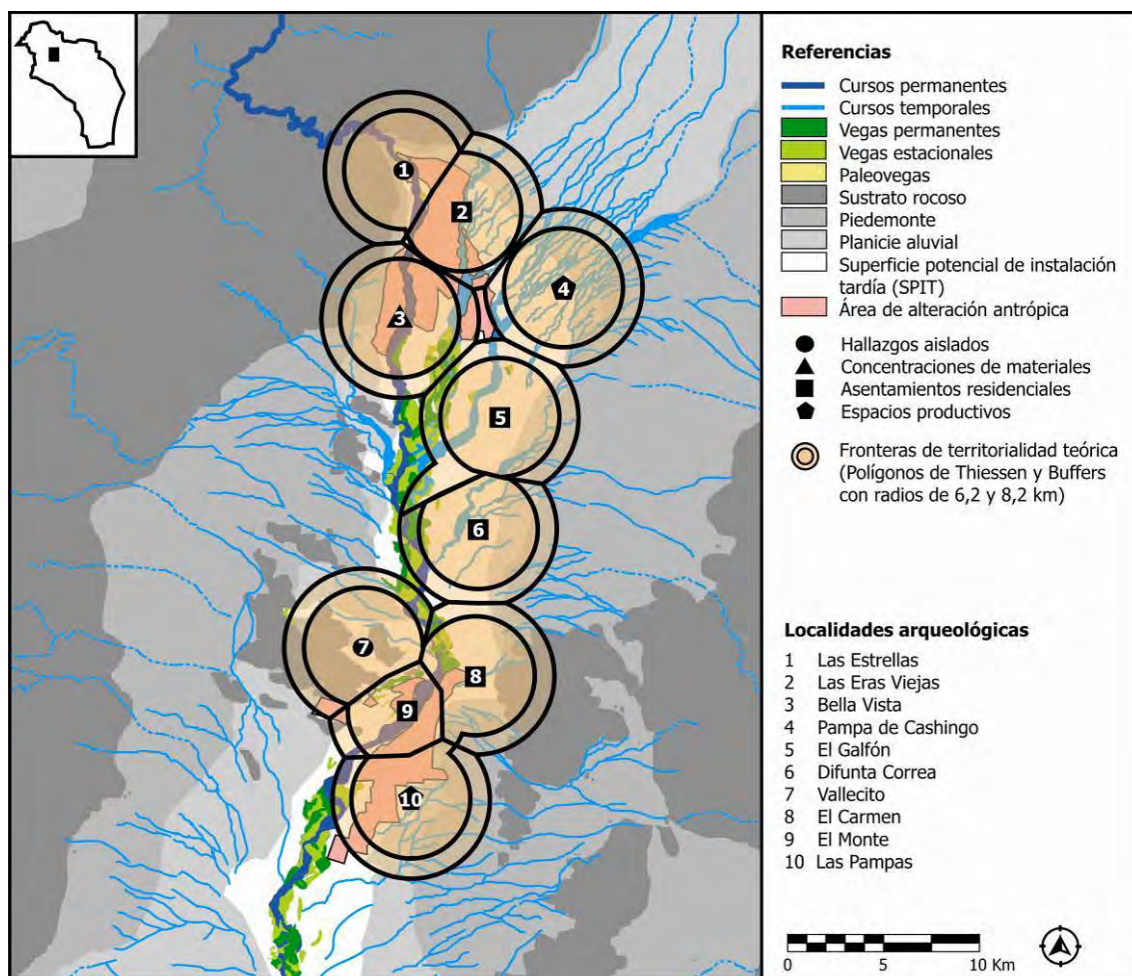 Referencias
Cursos permanentes
Cursos temporales
Vegas permanentes
Vegas estacionales
Paleovegas
Sustrato rocoso
Piedemonte
Planicie aluvial
Superficie potencial de instalación
tardía (SPIT)
Área de alteración antrópica
Hallazgos aislados
Concentraciones de materiales
Asentamientos residenciales
Espacios productivos
Fronteras de territorialidad teórica
(Polígonos de Thiessen y Buffers
con radios de 6,2 y 8,2 km)
Localidades arqueológicas
1 Las Estrellas
2 Las Eras Viejas
3 Bella Vista
4 Pampa de Cashingo
5 El Galfón
6 Difunta Correa
7 Vallecito
8 El Carmen
9 El Monte
10 Las Pampas
0 5 10 Km
1
2
4
3
5
6
7
8
9
10